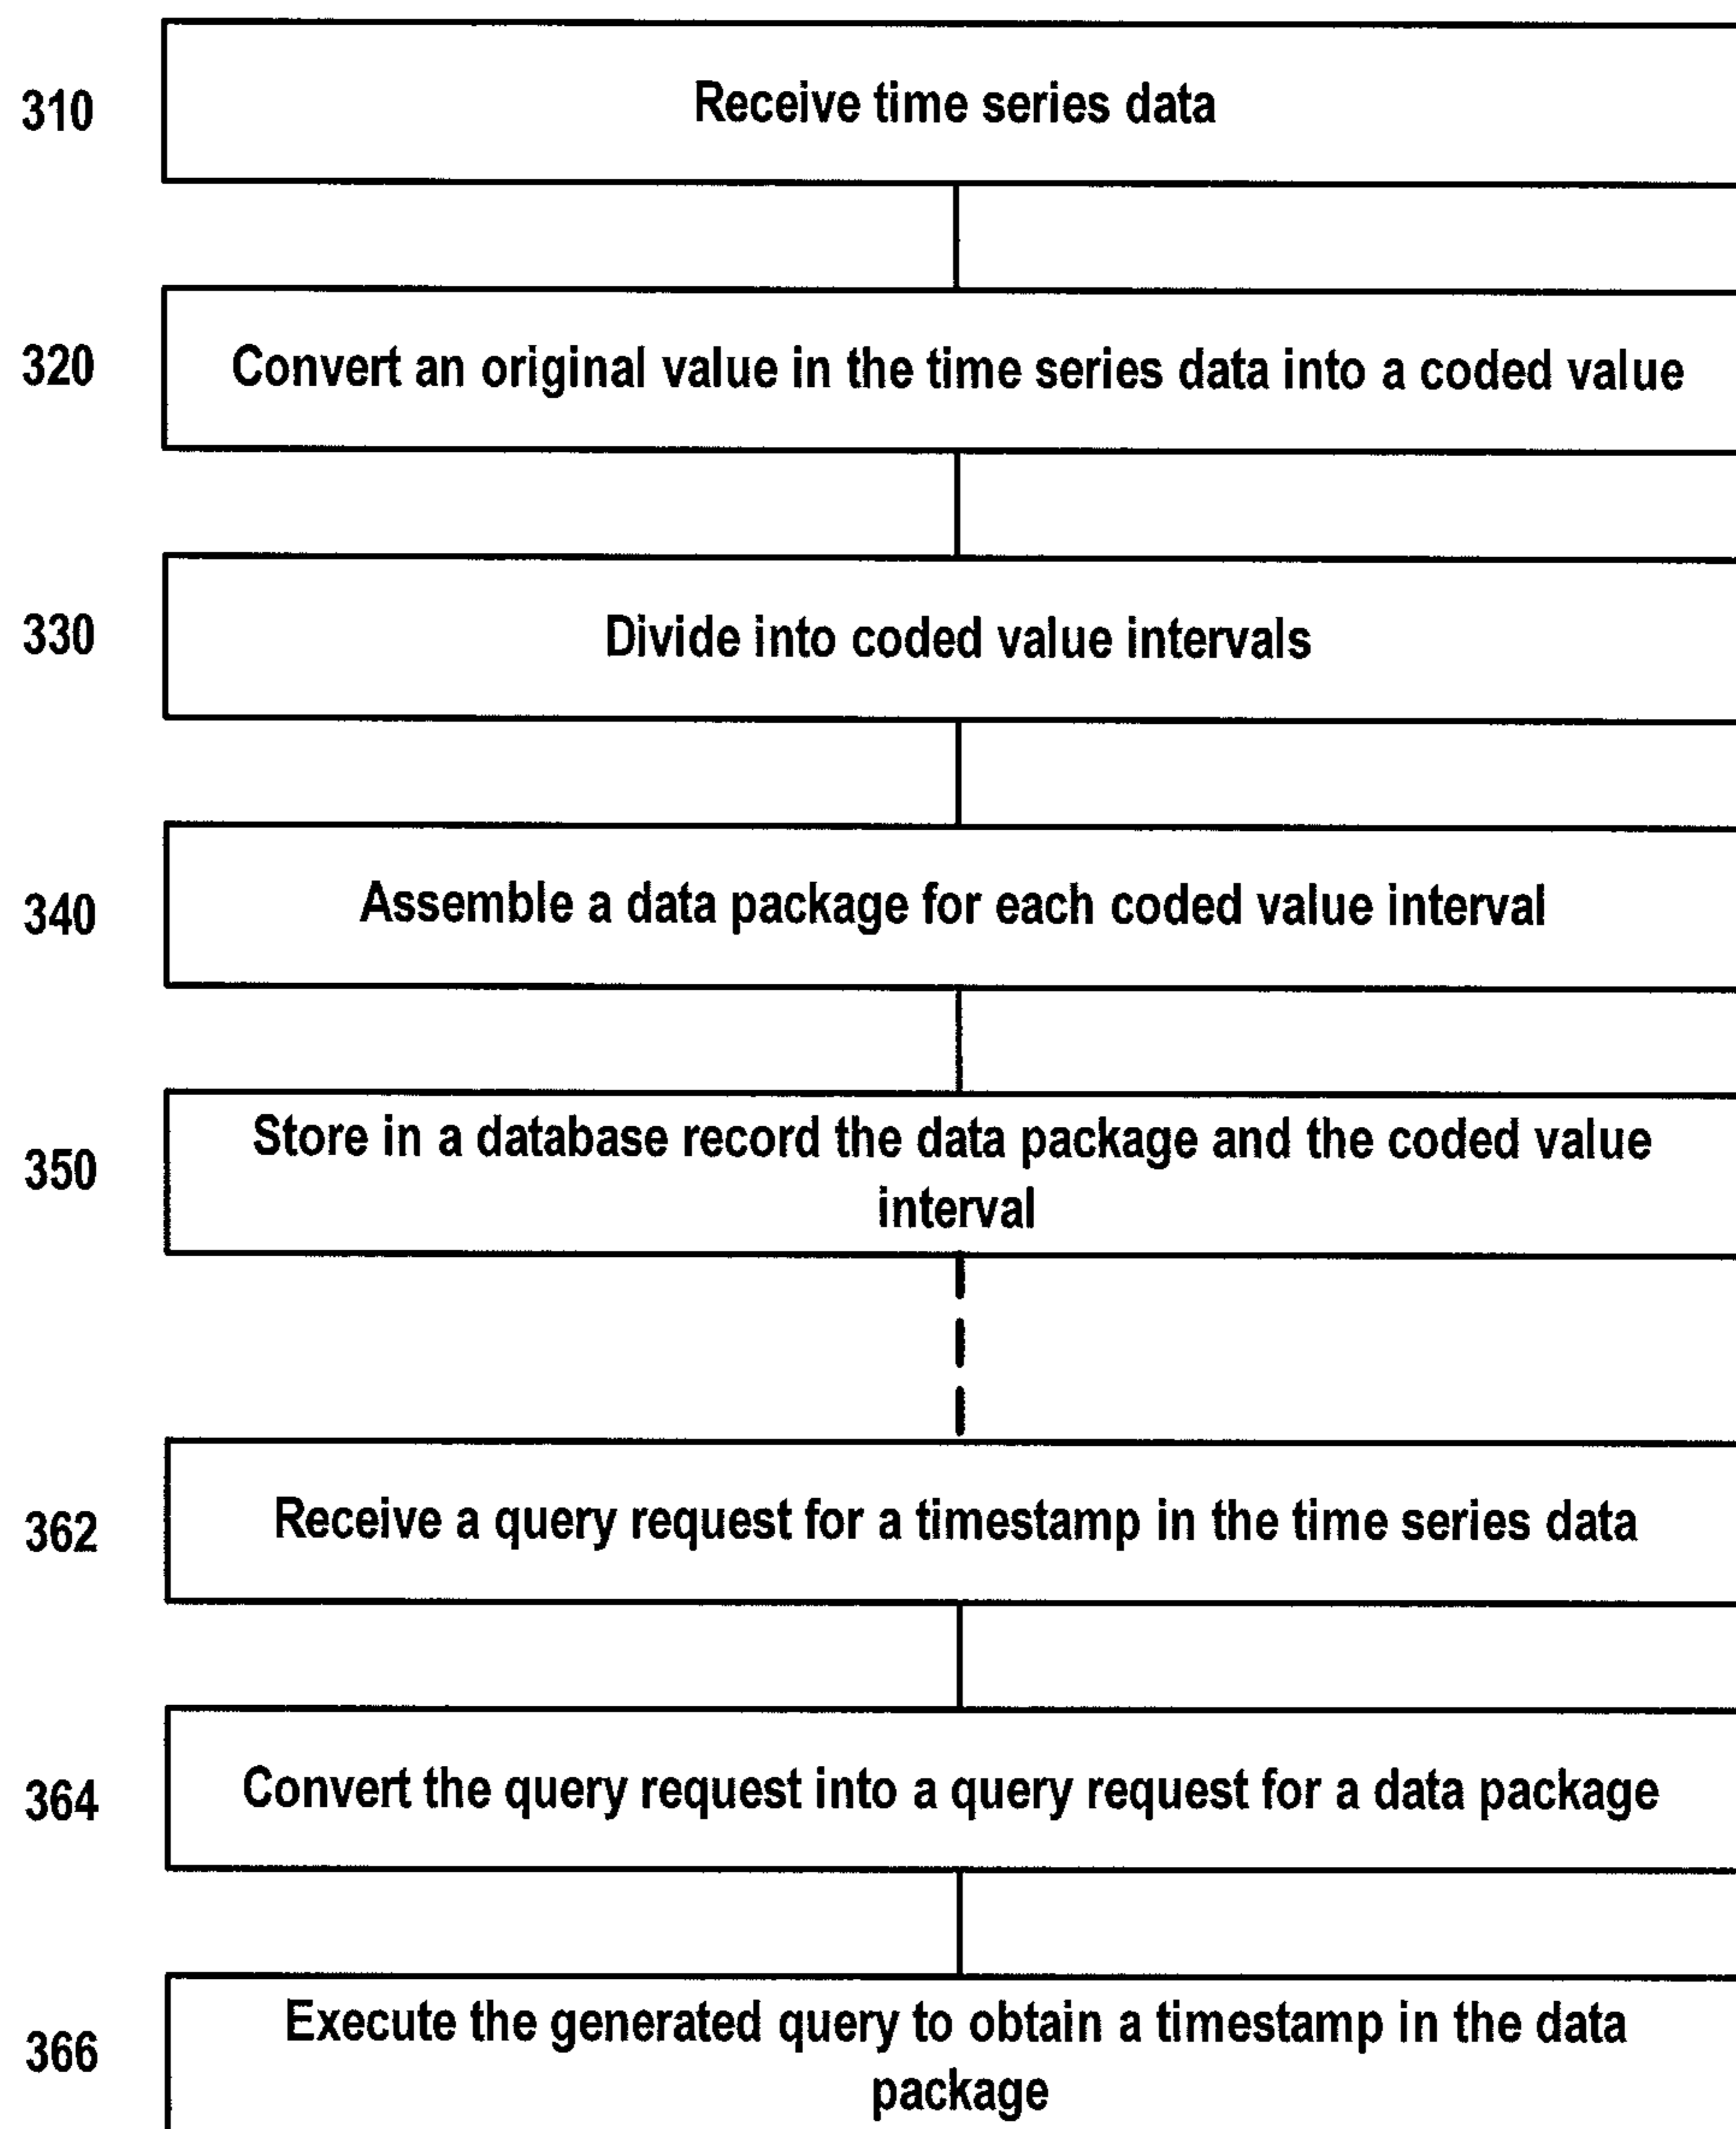 310
Receive time series data
320
Convert an original value in the time series data into a coded value
330
Divide into coded value intervals
340
Assemble a data package for each coded value interval
350
Store in a database record the data package and the coded value
interval
362
Receive a query request for a timestamp in the time series data
364
Convert the query request into a query request for a data package
366
Execute the generated query to obtain a timestamp in the data
package